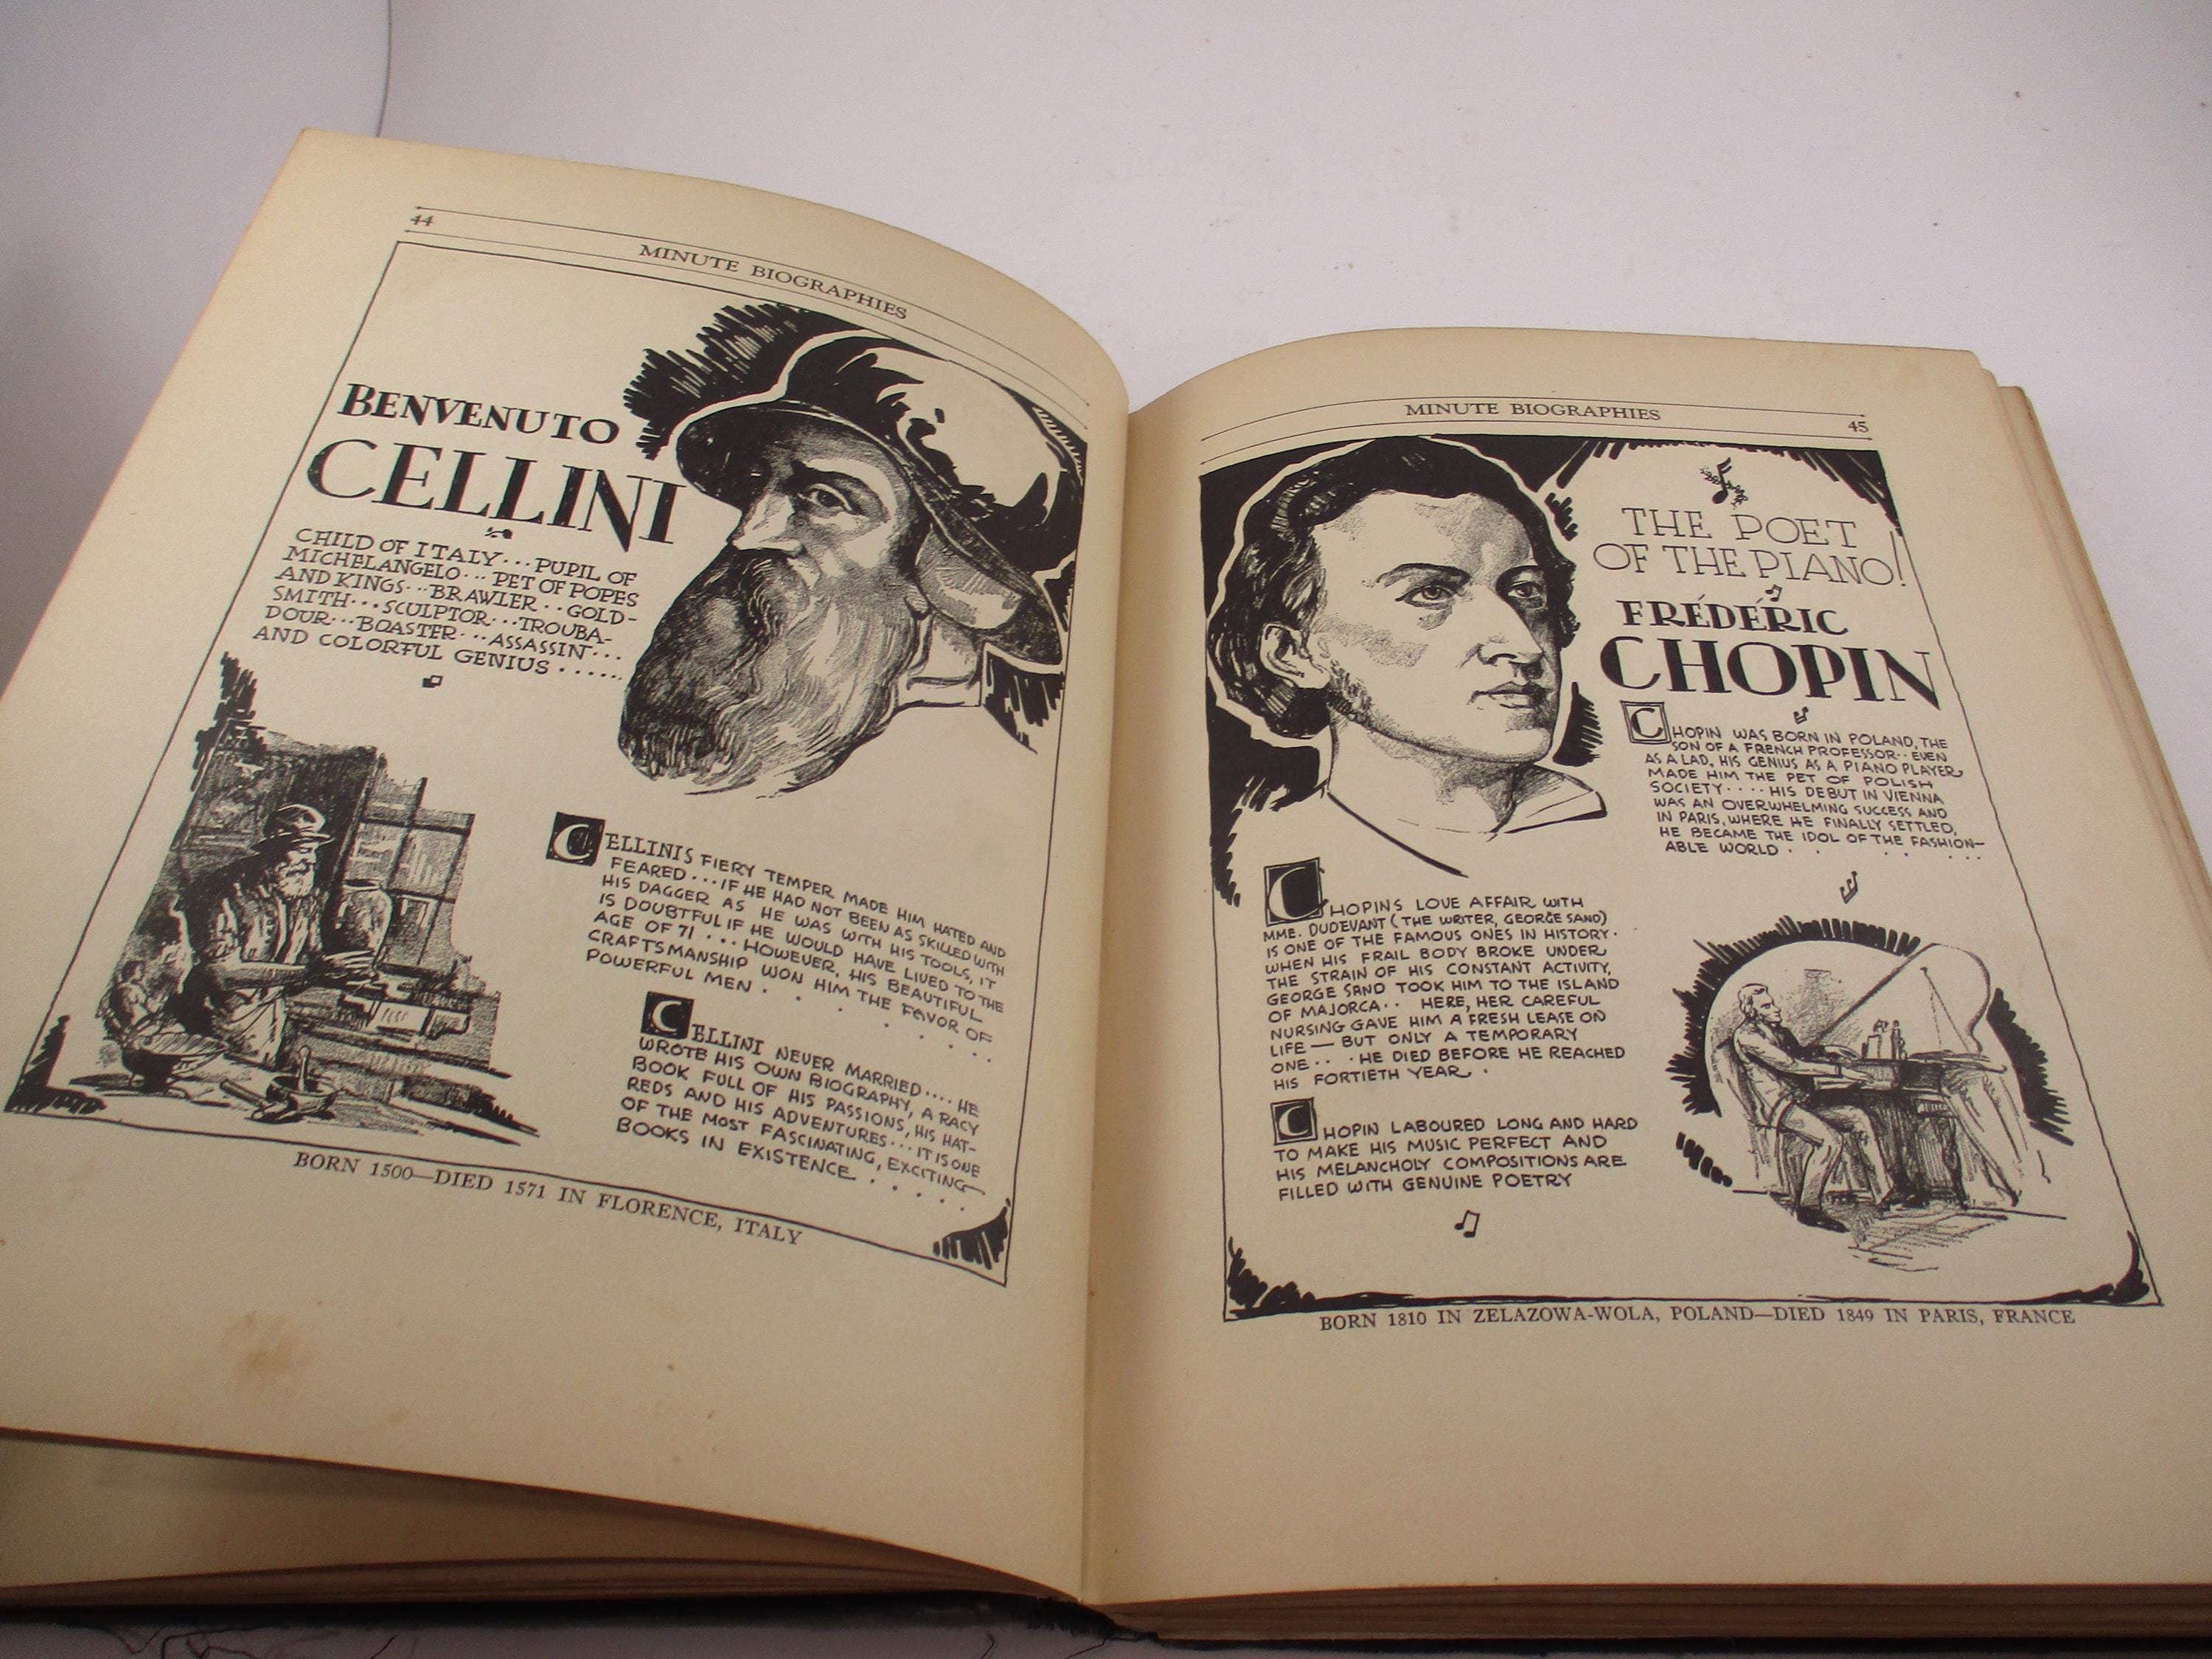 44
MINUTE BIOGRAPHIES
BENVENUTO
CELLINI
CHILD OF ITALY... PUPIL OF
MICHELANGELO... PET OF POPES
AND KINGS... BRAWLER.. GOLD-
SMITH... SCULPTOR... TROUBA-
DOUR... BOASTER... ASSASSIN...
AND COLORFUL GENIUS......
CELLINIS FIERY TEMPER MADE HIM HATED AND
FEARED... IF HE HAD NOT BEEN AS SKILLED WITH
HIS DAGGER AS HE WAS WITH HIS TOOLS, IT
IS DOUBTFUL IF HE WOULD HAVE LIVED TO THE
AGE OF 71... HOWEVER, HIS BEAUTIFUL
CRAFTSMANSHIP WON HIM THE FAVOR OF
POWERFUL MEN . . . . . . .
CELLINI NEVER MARRIED.... HE
WROTE HIS OWN BIOGRAPHY, A RACY
BOOK FULL OF HIS PASSIONS, HIS HAT-
REDS AND HIS ADVENTURES... IT IS ONE
OF THE MOST FASCINATING, EXCITING
BOOKS IN EXISTENCE . . . . .
BORN 1500—DIED 1571 IN FLORENCE, ITALY
MINUTE BIOGRAPHIES
45
THE POET
OF THE PIANO!
FRÉDÉRIC
CHOPIN
CHOPIN WAS BORN IN POLAND, THE
SON OF A FRENCH PROFESSOR.. EVEN
AS A LAD, HIS GENIUS AS A PIANO PLAYER
MADE HIM THE PET OF POLISH
SOCIETY.... HIS DEBUT IN VIENNA
WAS AN OVERWHELMING SUCCESS AND
IN PARIS, WHERE HE FINALLY SETTLED,
HE BECAME THE IDOL OF THE FASHION-
ABLE WORLD . . . . . .
CHOPINS LOVE AFFAIR WITH
MME. DUDEVANT (THE WRITER, GEORGE SAND)
IS ONE OF THE FAMOUS ONES IN HISTORY.
WHEN HIS FRAIL BODY BROKE UNDER
THE STRAIN OF HIS CONSTANT ACTIVITY,
GEORGE SAND TOOK HIM TO THE ISLAND
OF MAJORCA.. HERE, HER CAREFUL
NURSING GAVE HIM A FRESH LEASE ON
LIFE — BUT ONLY A TEMPORARY
ONE... HE DIED BEFORE HE REACHED
HIS FORTIETH YEAR.
CHOPIN LABOURED LONG AND HARD
TO MAKE HIS MUSIC PERFECT AND
HIS MELANCHOLY COMPOSITIONS ARE
FILLED WITH GENUINE POETRY
BORN 1810 IN ZELAZOWA-WOLA, POLAND—DIED 1849 IN PARIS, FRANCE